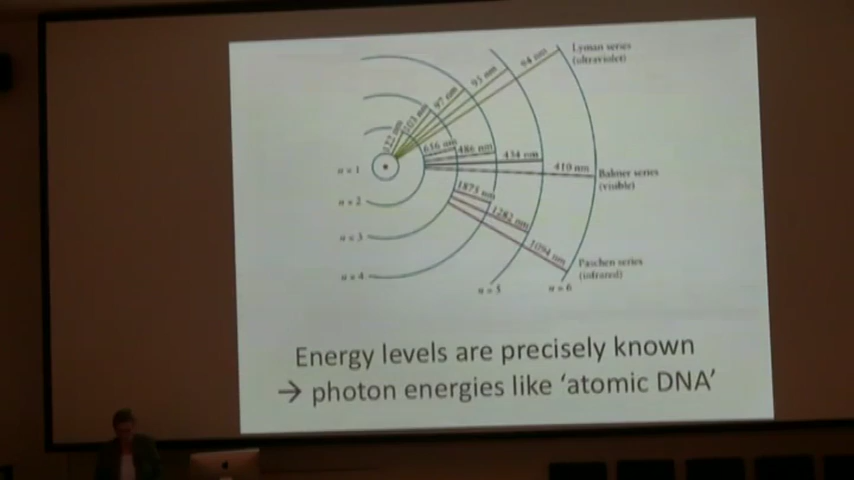 Lyman series
(ultraviolet)
122 nm
103 nm
97 nm
95 nm
94 nm
656 nm
486 nm
434 nm
410 nm
Balmer series
(visible)
1875 nm
1282 nm
1094 nm
Paschen series
(infrared)
n = 1
n = 2
n = 3
n = 4
n = 5
n = 6
Energy levels are precisely known
→ photon energies like ‘atomic DNA’